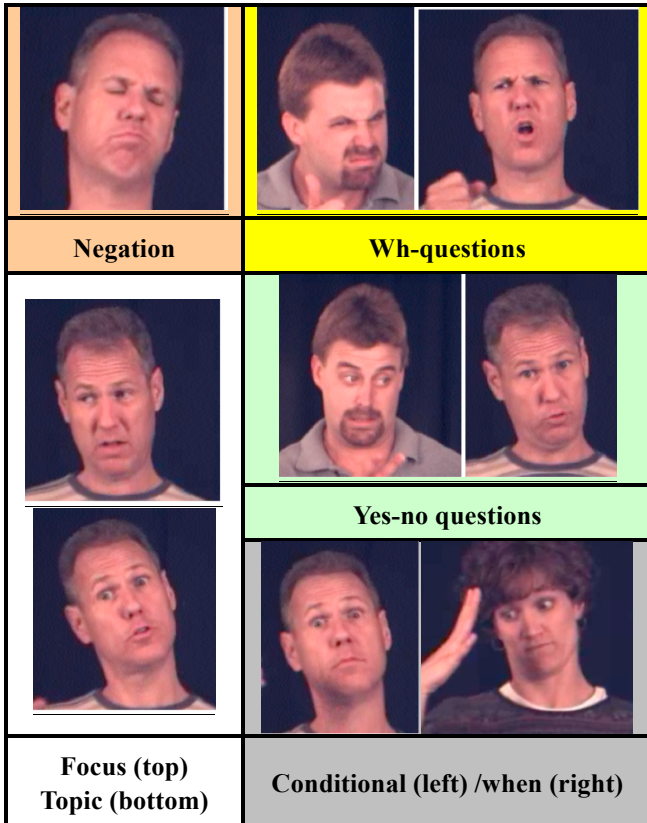 Negation
Wh-questions
Yes-no questions
Focus (top)
Topic (bottom)
Conditional (left) /when (right)